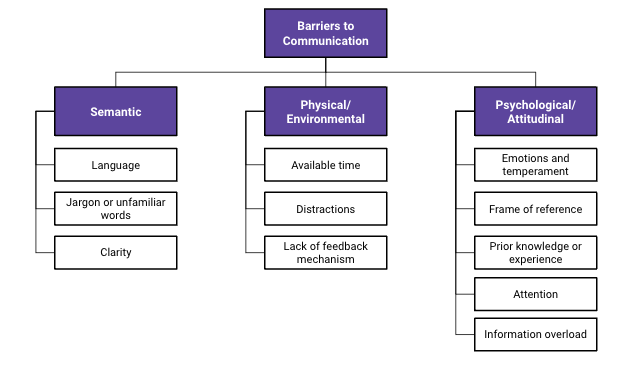 Barriers to
Communication
Semantic
Language
Jargon or unfamiliar
words
Clarity
Physical/
Environmental
Available time
Distractions
Lack of feedback
mechanism
Psychological/
Attitudinal
Emotions and
temperament
Frame of reference
Prior knowledge or
experience
Attention
Information overload